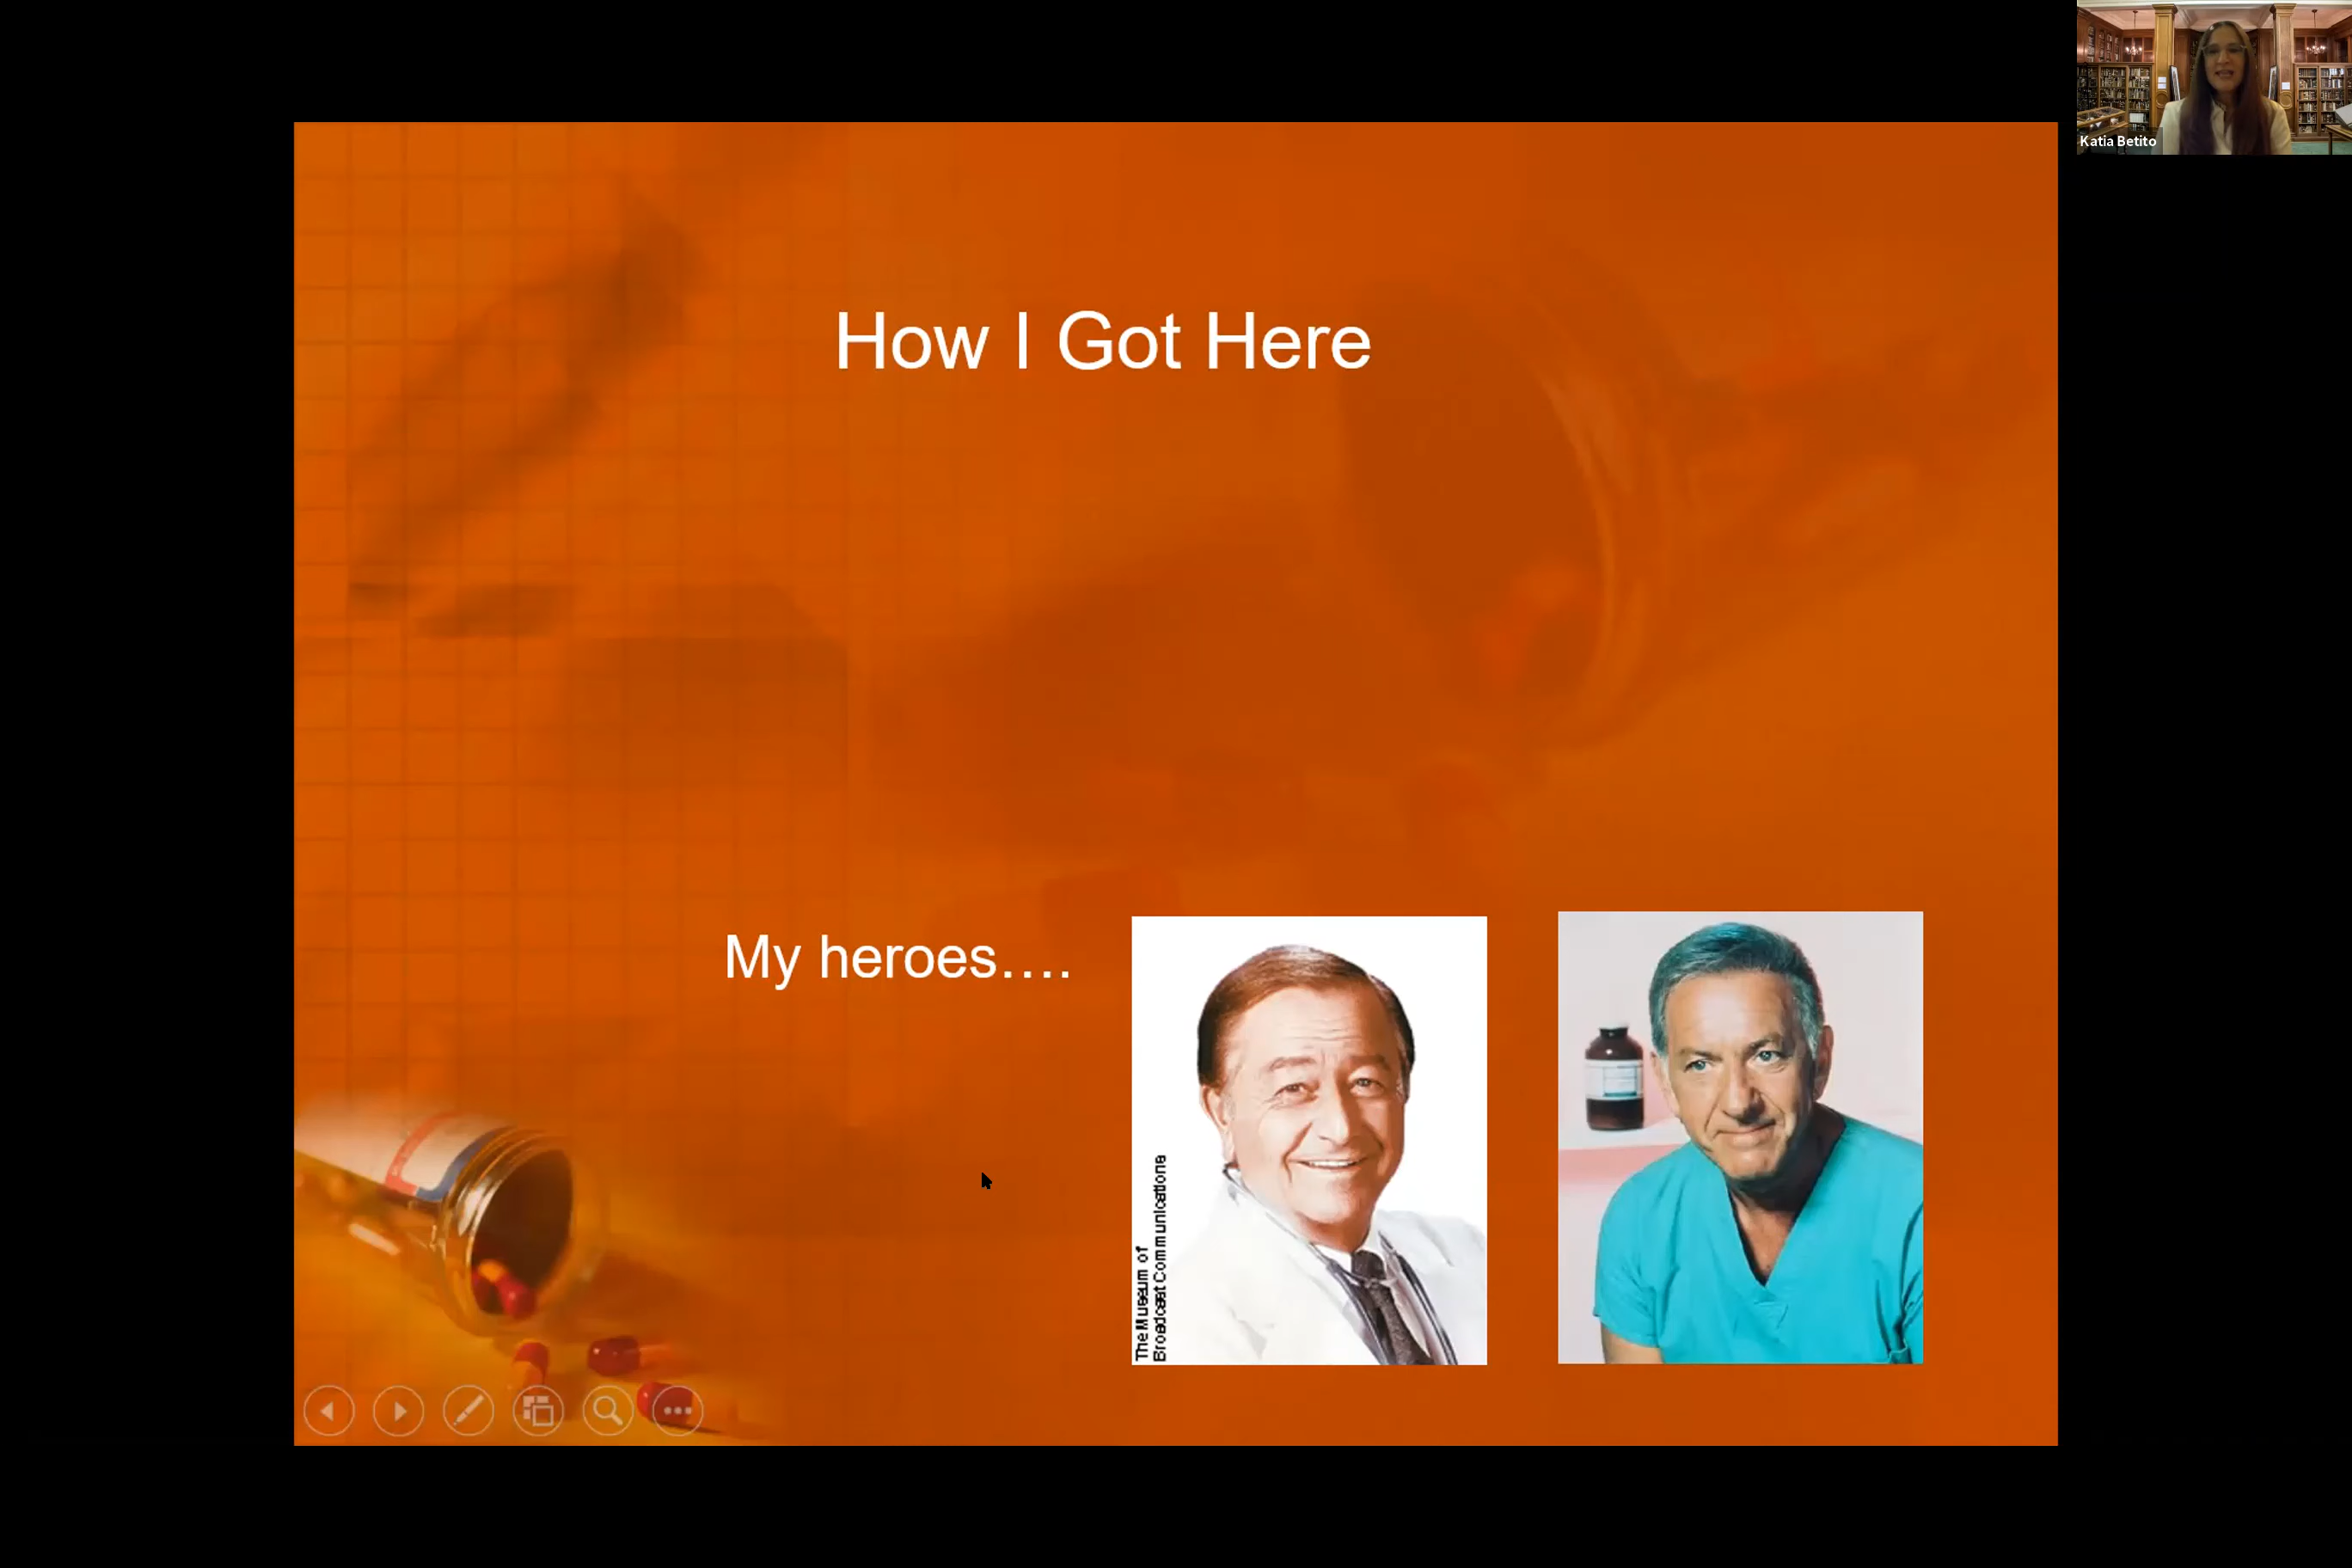 Katia Betito
How I Got Here
My heroes....
The Museum of
Broadcast Communications